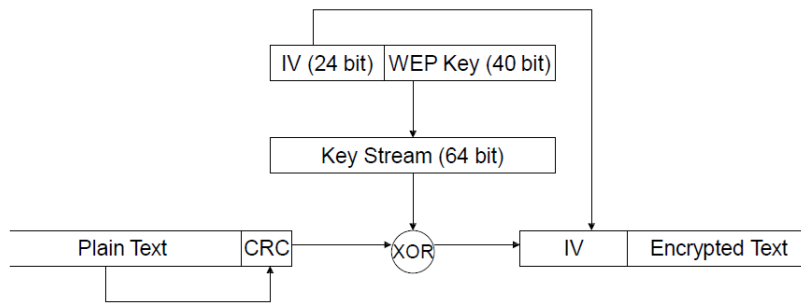 IV (24 bit) WEP Key (40 bit)
Key Stream (64 bit)
Plain Text CRC XOR IV Encrypted Text